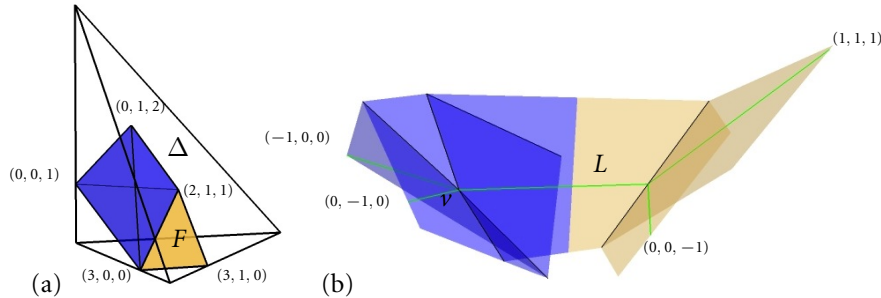 (0, 1, 2)
Δ
(0, 0, 1)
(2, 1, 1)
F
(3, 0, 0)
(3, 1, 0)
(a)
(1, 1, 1)
(−1, 0, 0)
L
(0, −1, 0)
v
(0, 0, −1)
(b)